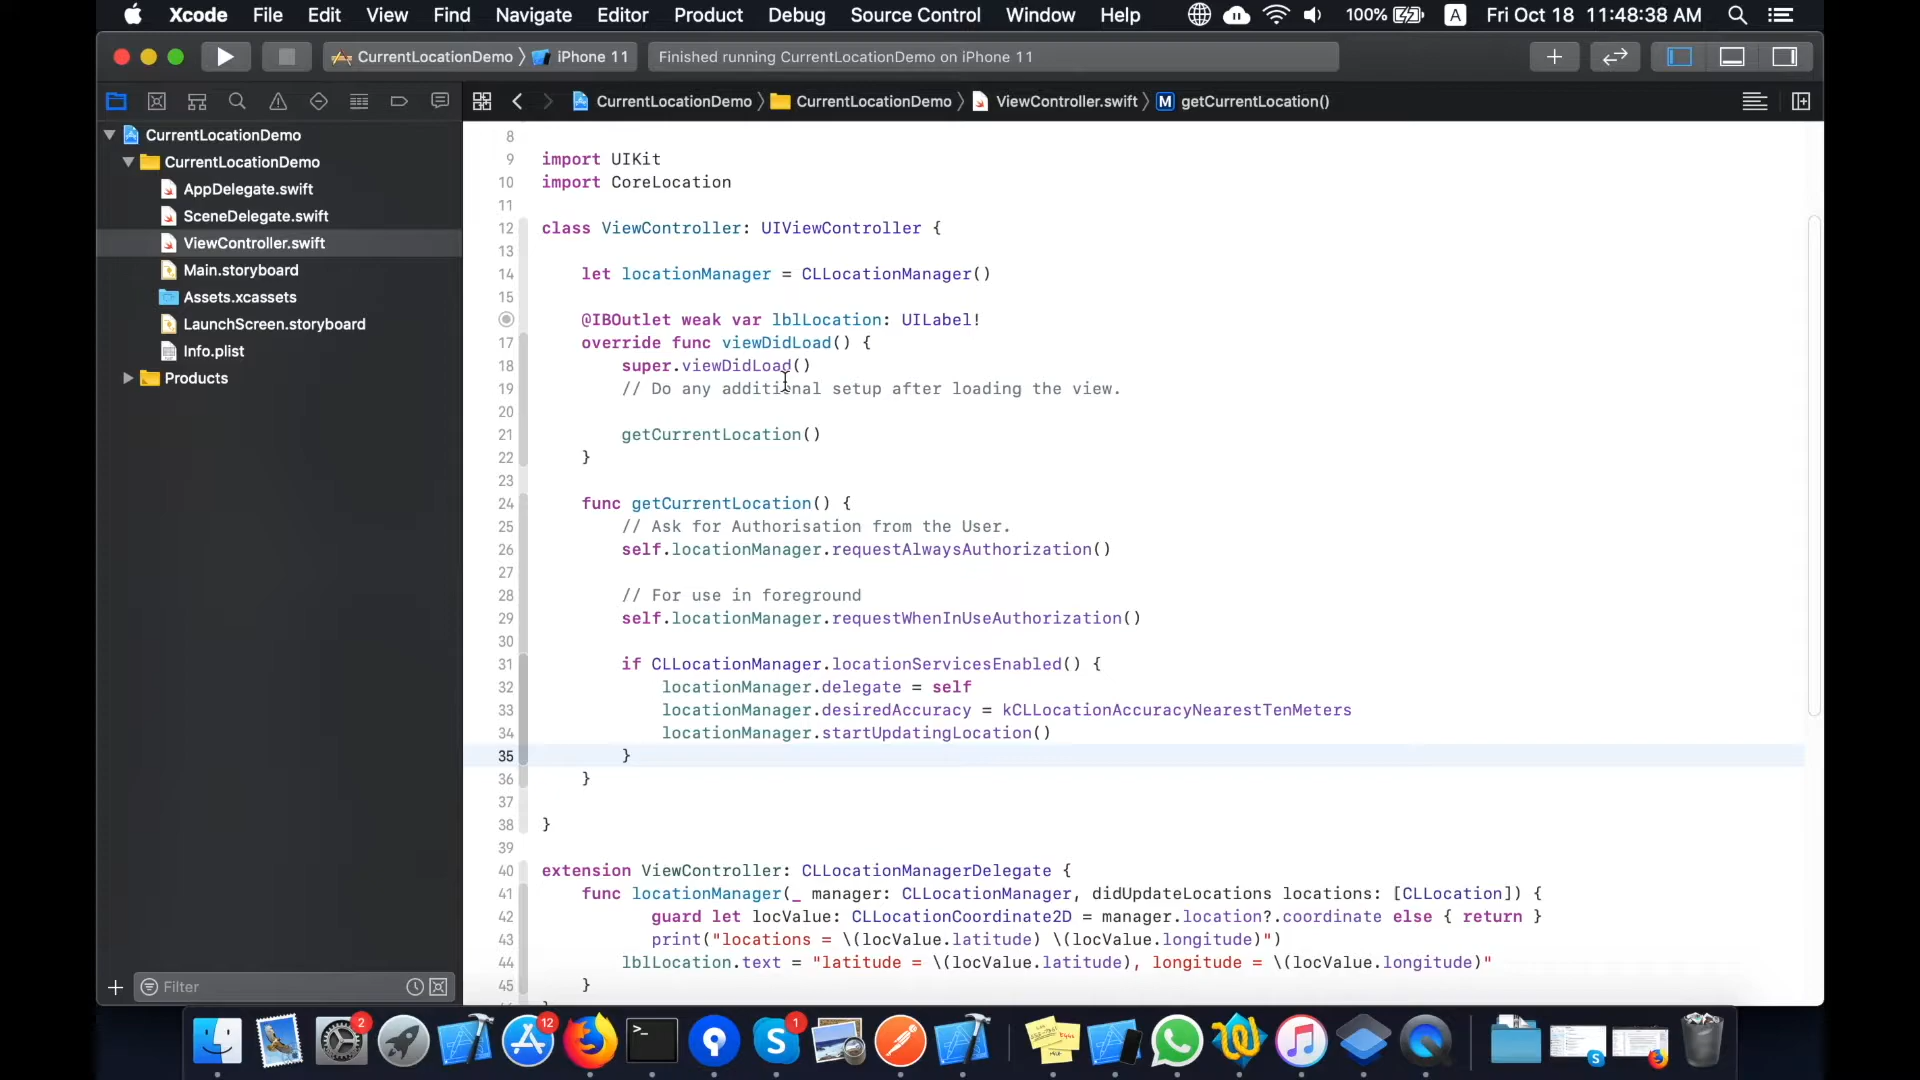 Xcode File Edit View Find Navigate Editor Product Debug Source Control Window Help 100% A Fri Oct 18 11:48:38 AM
CurrentLocationDemo iPhone 11 Finished running CurrentLocationDemo on iPhone 11
CurrentLocationDemo CurrentLocationDemo ViewController.swift M getCurrentLocation()
CurrentLocationDemo
CurrentLocationDemo
AppDelegate.swift
SceneDelegate.swift
ViewController.swift
Main.storyboard
Assets.xcassets
LaunchScreen.storyboard
Info.plist
Products
Filter
8
9 import UIKit
10 import CoreLocation
11
12 class ViewController: UIViewController {
13
14 let locationManager = CLLocationManager()
15
@IBOutlet weak var lblLocation: UILabel!
17 override func viewDidLoad() {
18 super.viewDidLoad()
19 // Do any additional setup after loading the view.
20
21 getCurrentLocation()
22 }
23
24 func getCurrentLocation() {
25 // Ask for Authorisation from the User.
26 self.locationManager.requestAlwaysAuthorization()
27
28 // For use in foreground
29 self.locationManager.requestWhenInUseAuthorization()
30
31 if CLLocationManager.locationServicesEnabled() {
32 locationManager.delegate = self
33 locationManager.desiredAccuracy = kCLLocationAccuracyNearestTenMeters
34 locationManager.startUpdatingLocation()
35 }
36 }
37
38 }
39
40 extension ViewController: CLLocationManagerDelegate {
41 func locationManager(_ manager: CLLocationManager, didUpdateLocations locations: [CLLocation]) {
42 guard let locValue: CLLocationCoordinate2D = manager.location?.coordinate else { return }
43 print("locations = \(locValue.latitude) \(locValue.longitude)")
44 lblLocation.text = "latitude = \(locValue.latitude), longitude = \(locValue.longitude)"
45 }
2 12 1